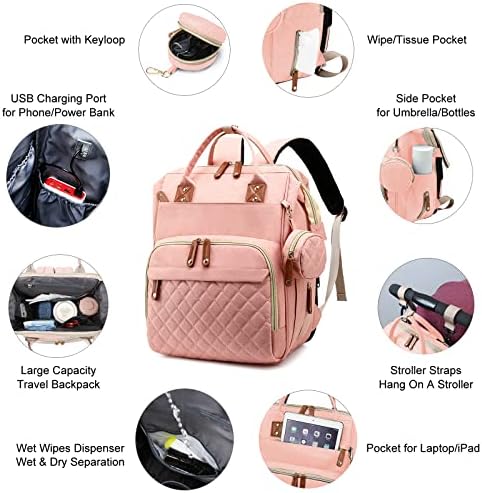 Pocket with Keyloop
Wipe/Tissue Pocket
USB Charging Port
for Phone/Power Bank
Side Pocket
for Umbrella/Bottles
Large Capacity
Travel Backpack
Stroller Straps
Hang On A Stroller
Wet Wipes Dispenser
Wet & Dry Separation
Pocket for Laptop/iPad